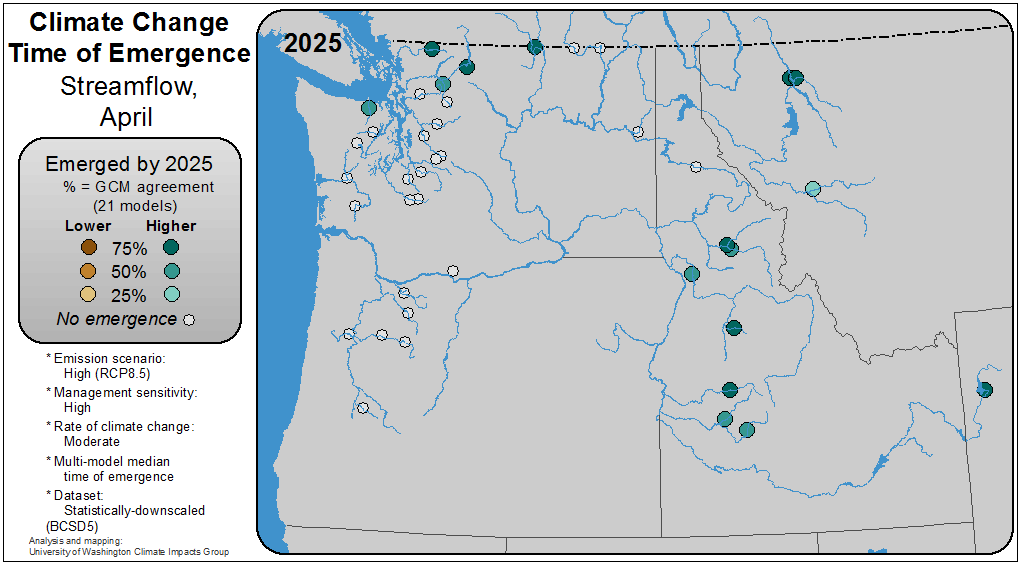 Climate Change
Time of Emergence
Streamflow,
April
2025
Emerged by 2025
% = GCM agreement
(21 models)
Lower Higher
75%
50%
25%
No emergence
* Emission scenario:
High (RCP8.5)
* Management sensitivity:
High
* Rate of climate change:
Moderate
* Multi-model median
time of emergence
* Dataset:
Statistically-downscaled
(BCSD5)
Analysis and mapping:
University of Washington Climate Impacts Group